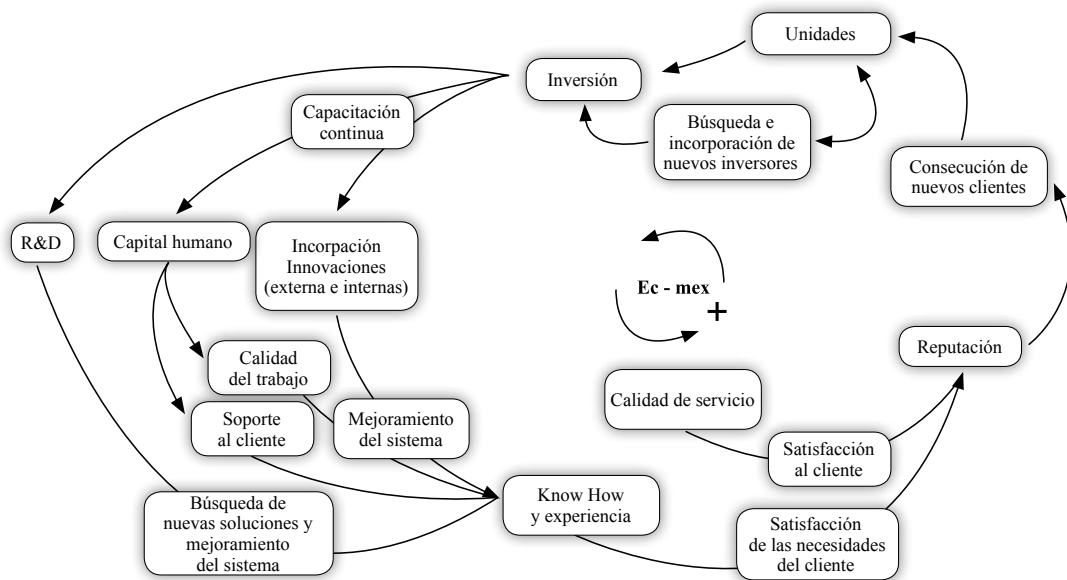 Unidades
Inversión
Capacitación
continua
Búsqueda e
incorporación de
nuevos inversores
Consecución de
nuevos clientes
R&D
Capital humano
Incorpación
Innovaciones
(externa e internas)
Ec - mex
+
Reputación
Calidad
del trabajo
Calidad de servicio
Soporte
al cliente
Mejoramiento
del sistema
Satisfacción
al cliente
Know How
y experiencia
Búsqueda de
nuevas soluciones y
mejoramiento
del sistema
Satisfacción
de las necesidades
del cliente